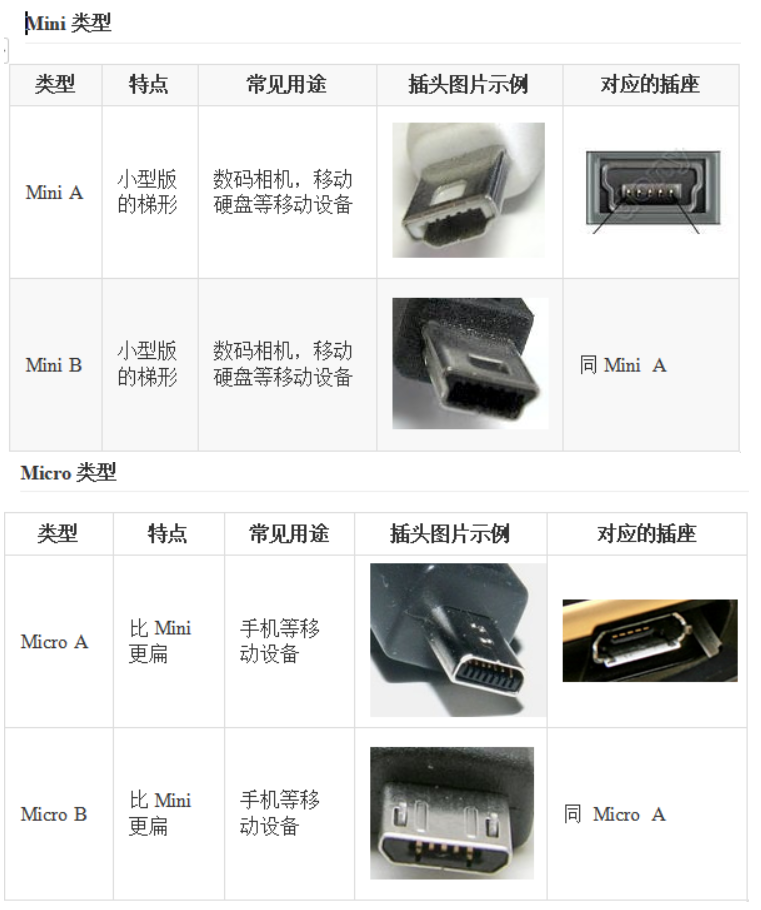 Mini 类型
类型 特点 常见用途 插头图片示例 对应的插座
Mini A
小型版
的梯形
数码相机，移动
硬盘等移动设备
Mini B
小型版
的梯形
数码相机，移动
硬盘等移动设备
同 Mini A
Micro 类型
类型 特点 常见用途 插头图片示例 对应的插座
Micro A
比 Mini
更扁
手机等移
动设备
Micro B
比 Mini
更扁
手机等移
动设备
同 Micro A